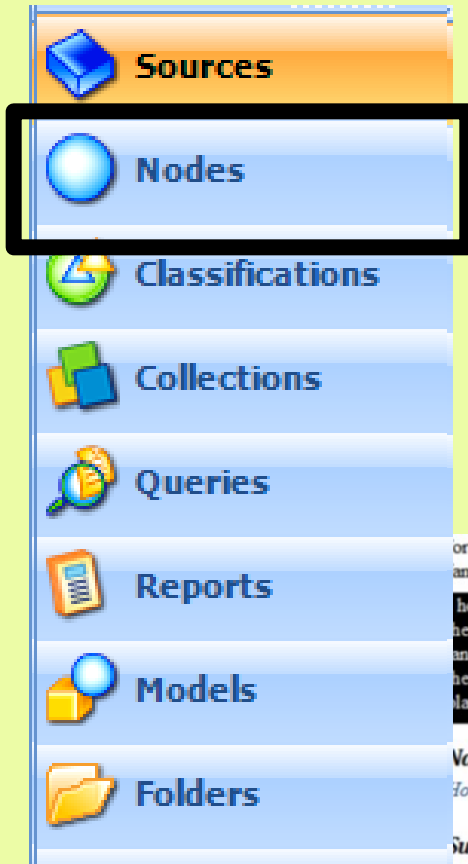 Sources
Nodes
Classifications
Collections
Queries
Reports
Models
Folders